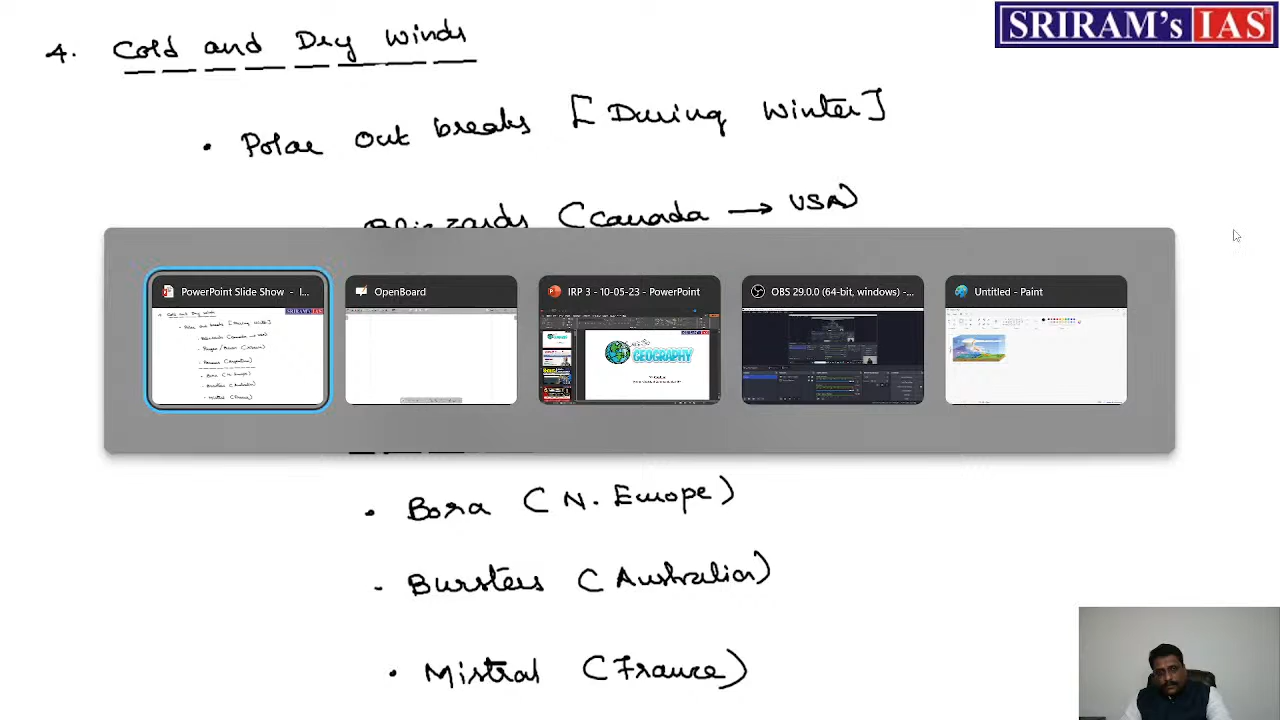 SRIRAM's IAS
4. Cold and Dry Winds
• Polar Out breaks [During Winter]
Blizzards (Canada → USA)
PowerPoint Slide Show - I...
OpenBoard
IRP 3 - 10-05-23 - PowerPoint
OBS 29.0.0 (64-bit, windows) -...
Untitled - Paint
GEOGRAPHY
• Bora (N. Europe)
- Bursters (Australia)
• Mistral (France)